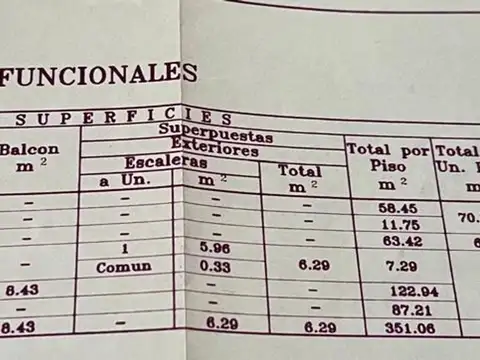 FUNCIONALES
SUPERFICIES
Balcon m² Superpuestas Exteriores Total por Piso m² Total Un.
Escaleras Total m²
a Un. m²
- - - - 58.45
- - - - 11.75 70.
- - - - 63.42 6
- 1 5.96
Comun 0.33 6.29 7.29
8.43 - 122.94
- - - 87.21
8.43 - 6.29 6.29 351.06